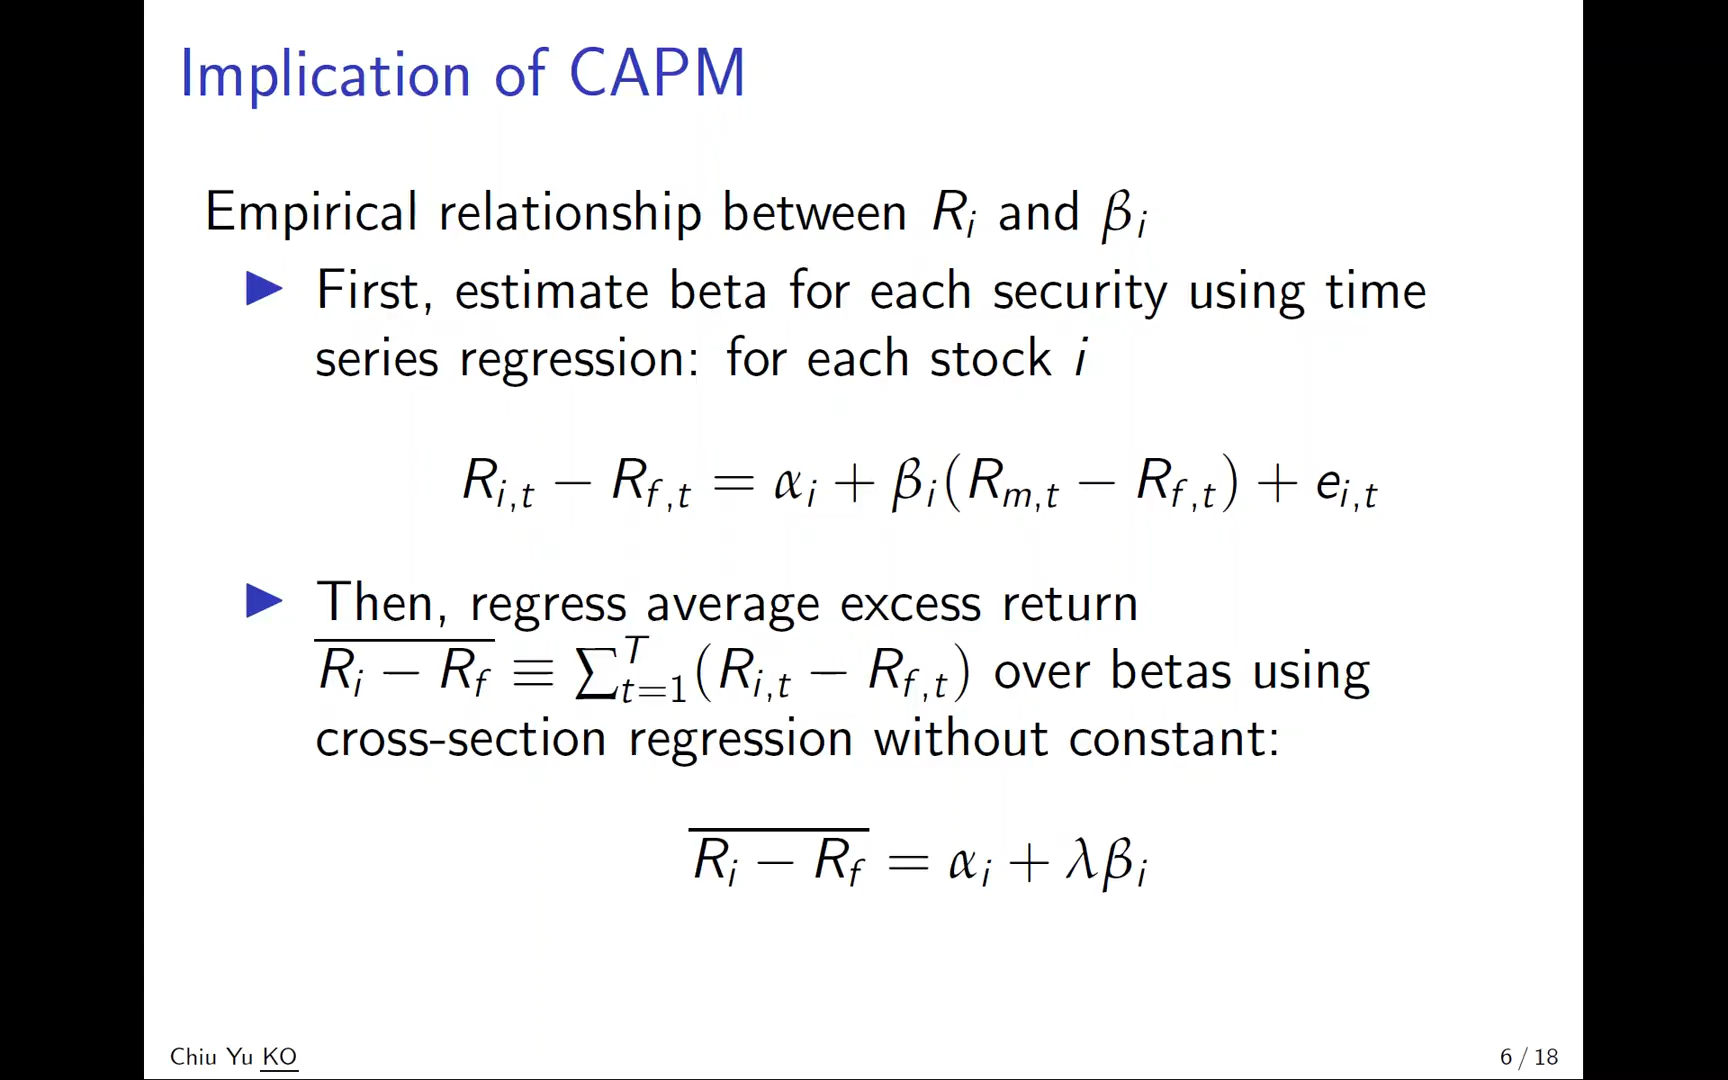 Implication of CAPM
Empirical relationship between Rᵢ and βᵢ
▶ First, estimate beta for each security using time
series regression: for each stock i
R_{i,t} − R_{f,t} = α_i + β_i(R_{m,t} − R_{f,t}) + e_{i,t}
▶ Then, regress average excess return
\overline{R_i − R_f} ≡ ∑_{t=1}^{T}(R_{i,t} − R_{f,t}) over betas using
cross-section regression without constant:
\overline{R_i − R_f} = α_i + λβ_i
Chiu Yu KO
6 / 18